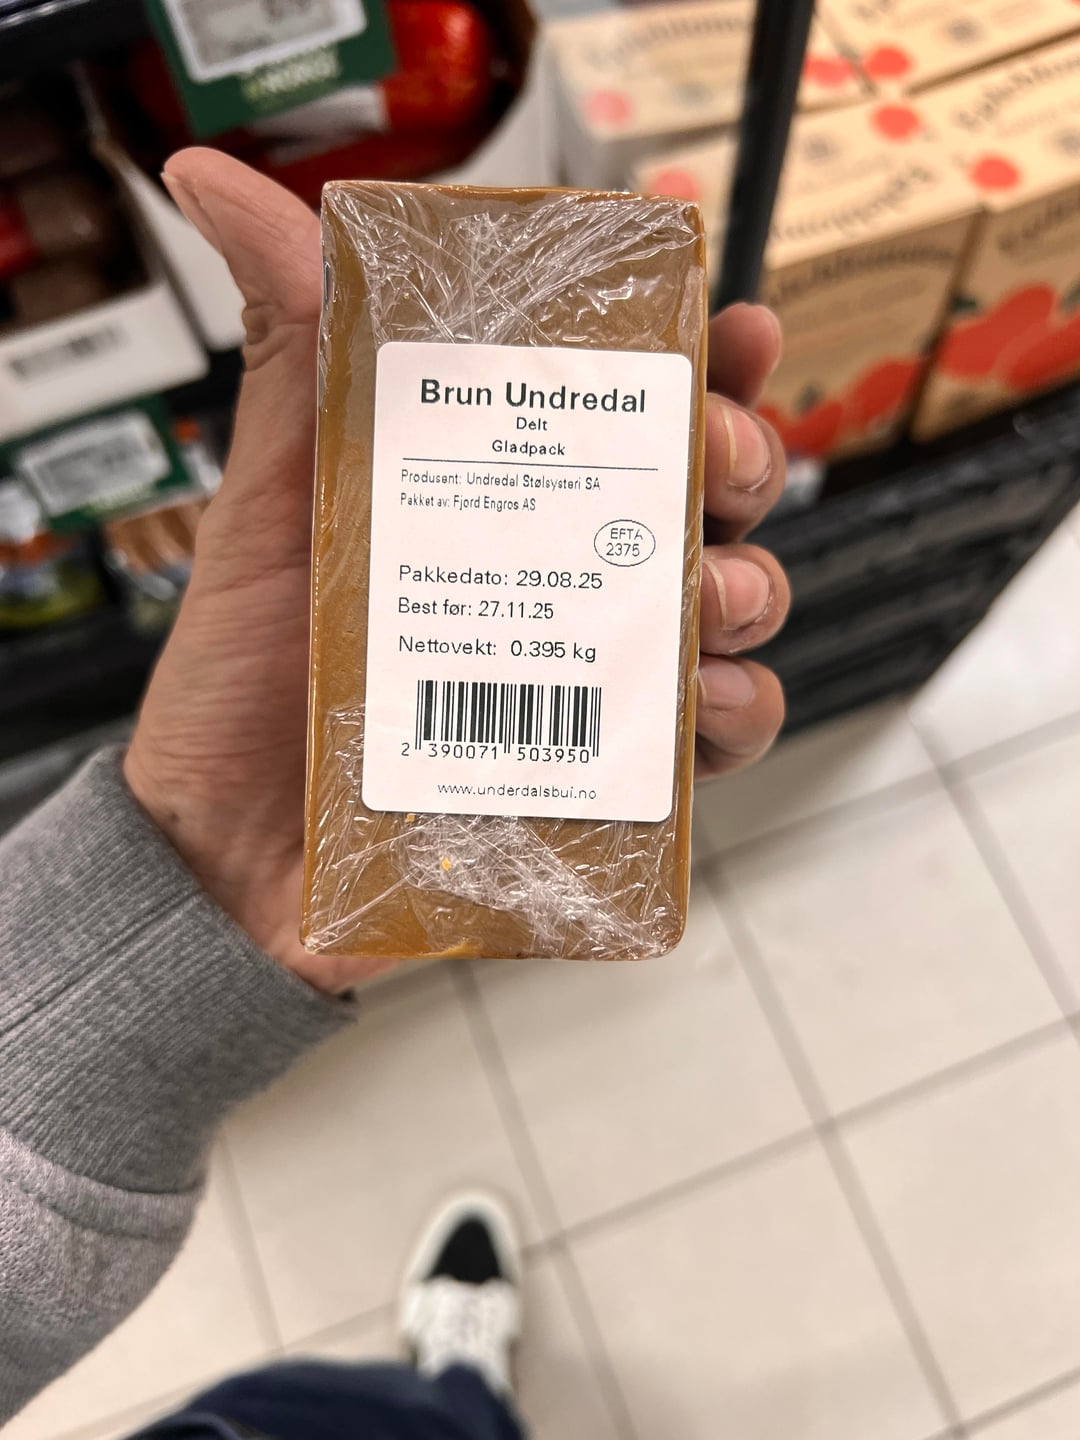 Brun Undredal
Delt
Gladpack
Produsent: Undredal Stølsysteri SA
Pakket av: Fjord Engros AS
EFTA
2375
Pakkedato: 29.08.25
Best før: 27.11.25
Nettovekt: 0.395 kg
2 390071 503950
www.underdalsbui.no